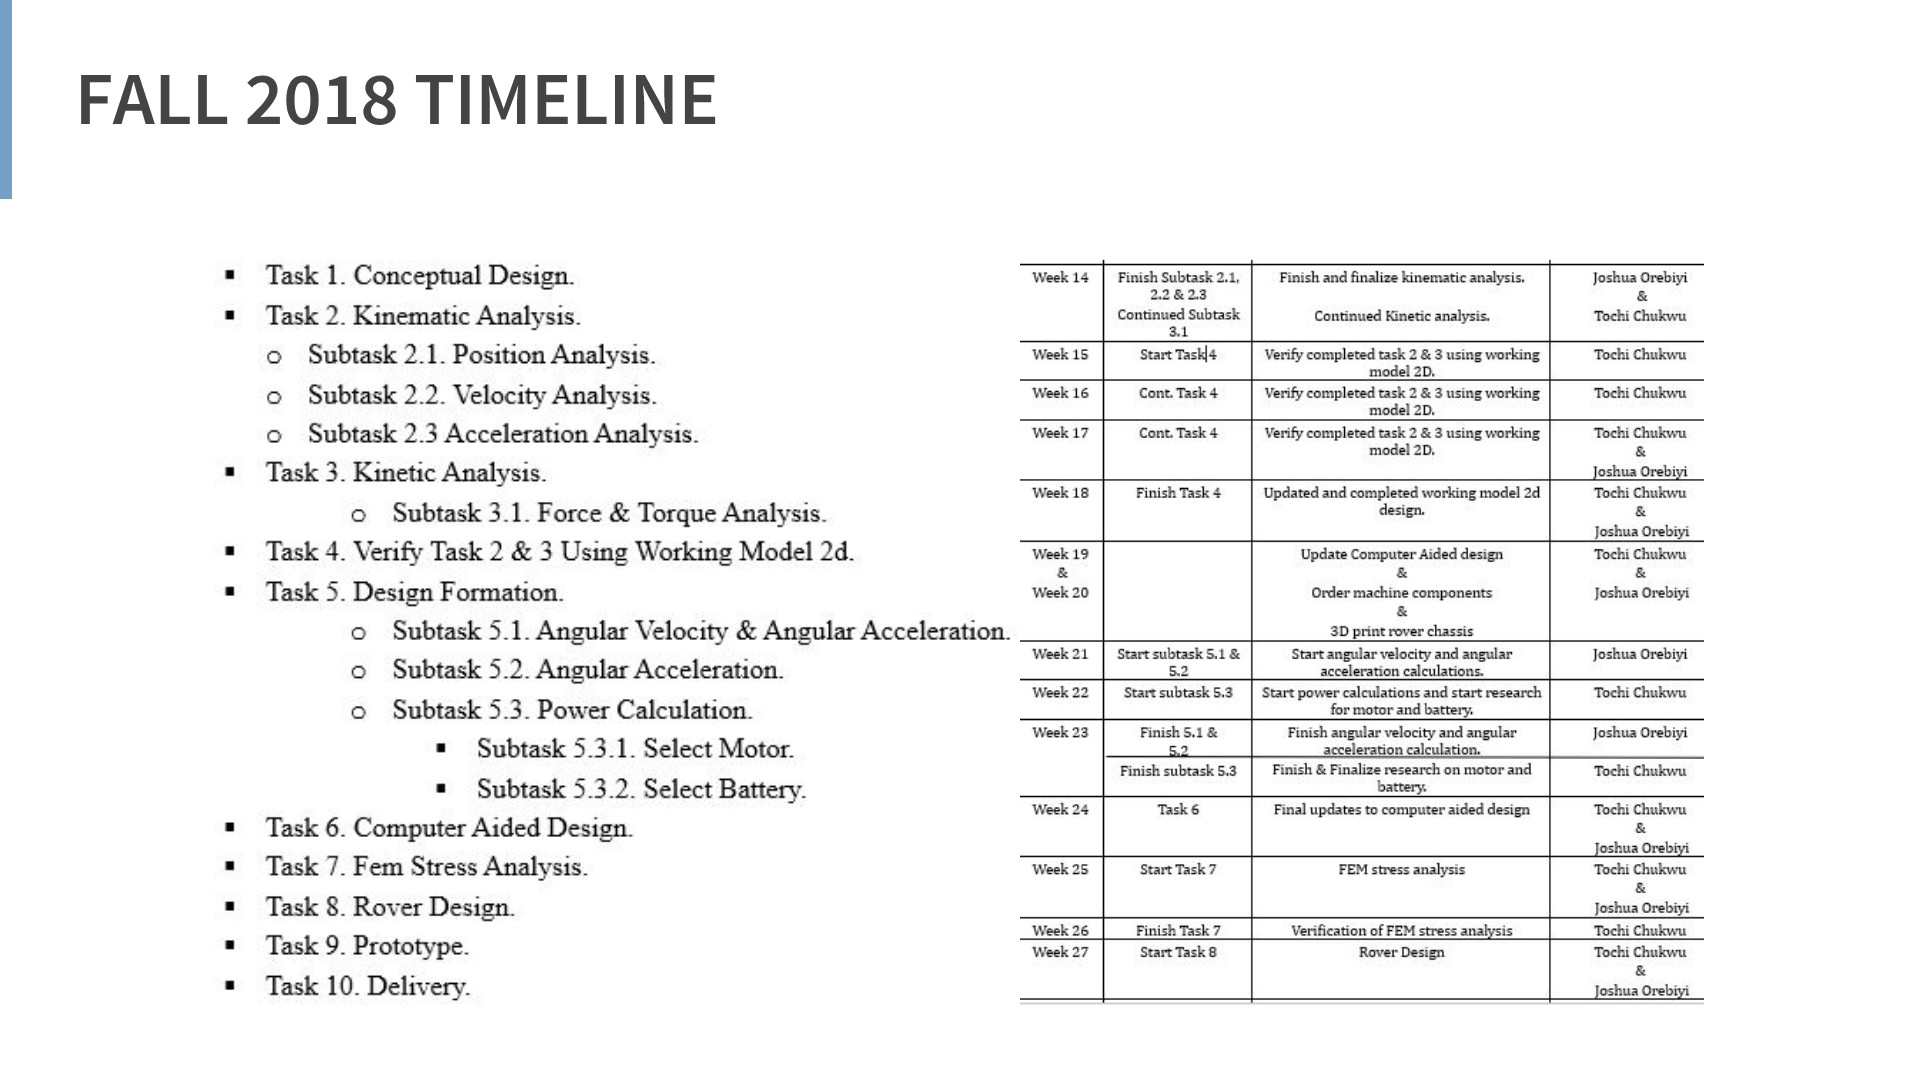 FALL 2018 TIMELINE
▪ Task 1. Conceptual Design.
▪ Task 2. Kinematic Analysis.
o Subtask 2.1. Position Analysis.
o Subtask 2.2. Velocity Analysis.
o Subtask 2.3 Acceleration Analysis.
▪ Task 3. Kinetic Analysis.
o Subtask 3.1. Force & Torque Analysis.
▪ Task 4. Verify Task 2 & 3 Using Working Model 2d.
▪ Task 5. Design Formation.
o Subtask 5.1. Angular Velocity & Angular Acceleration.
o Subtask 5.2. Angular Acceleration.
o Subtask 5.3. Power Calculation.
▪ Subtask 5.3.1. Select Motor.
▪ Subtask 5.3.2. Select Battery.
▪ Task 6. Computer Aided Design.
▪ Task 7. Fem Stress Analysis.
▪ Task 8. Rover Design.
▪ Task 9. Prototype.
▪ Task 10. Delivery.
Week 14
Finish Subtask 2.1,
2.2 & 2.3
Continued Subtask
3.1
Finish and finalize kinematic analysis.
Continued Kinetic analysis.
Joshua Orebiyi
&
Tochi Chukwu
Week 15
Start Task 4
Verify completed task 2 & 3 using working
model 2D.
Tochi Chukwu
Week 16
Cont. Task 4
Verify completed task 2 & 3 using working
model 2D.
Tochi Chukwu
Week 17
Cont. Task 4
Verify completed task 2 & 3 using working
model 2D.
Tochi Chukwu
&
Joshua Orebiyi
Week 18
Finish Task 4
Updated and completed working model 2d
design.
Tochi Chukwu
&
Joshua Orebiyi
Week 19
&
Week 20
Update Computer Aided design
&
Order machine components
&
3D print rover chassis
Tochi Chukwu
&
Joshua Orebiyi
Week 21
Start subtask 5.1 &
5.2
Start angular velocity and angular
acceleration calculations.
Joshua Orebiyi
Week 22
Start subtask 5.3
Start power calculations and start research
for motor and battery.
Tochi Chukwu
Week 23
Finish 5.1 &
5.2
Finish angular velocity and angular
acceleration calculation.
Joshua Orebiyi
Finish subtask 5.3
Finish & Finalize research on motor and
battery.
Tochi Chukwu
Week 24
Task 6
Final updates to computer aided design
Tochi Chukwu
&
Joshua Orebiyi
Week 25
Start Task 7
FEM stress analysis
Tochi Chukwu
&
Joshua Orebiyi
Week 26
Finish Task 7
Verification of FEM stress analysis
Tochi Chukwu
Week 27
Start Task 8
Rover Design
Tochi Chukwu
&
Joshua Orebiyi